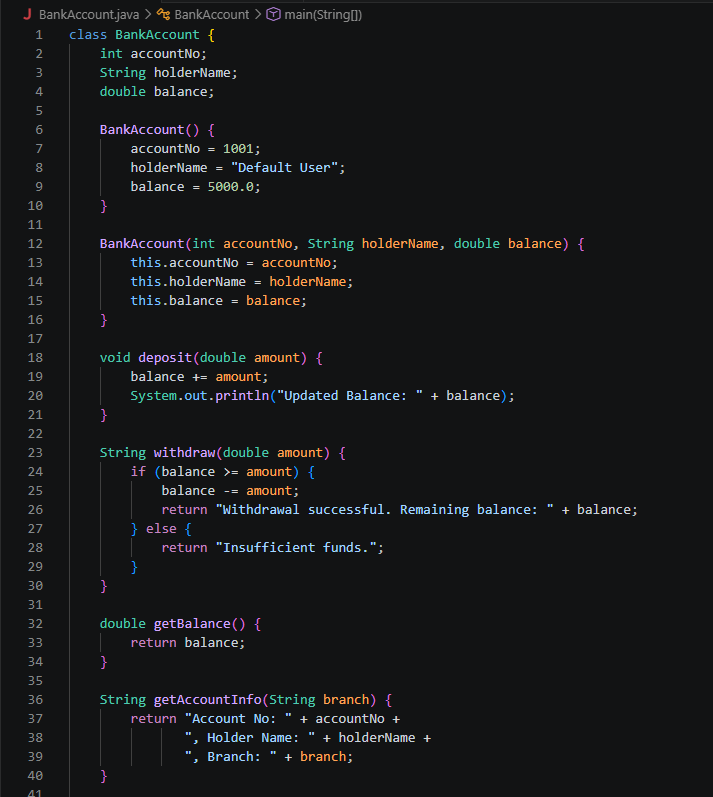 BankAccount.java > BankAccount > main(String[])
1 class BankAccount {
2     int accountNo;
3     String holderName;
4     double balance;
5
6     BankAccount() {
7         accountNo = 1001;
8         holderName = "Default User";
9         balance = 5000.0;
10     }
11
12     BankAccount(int accountNo, String holderName, double balance) {
13         this.accountNo = accountNo;
14         this.holderName = holderName;
15         this.balance = balance;
16     }
17
18     void deposit(double amount) {
19         balance += amount;
20         System.out.println("Updated Balance: " + balance);
21     }
22
23     String withdraw(double amount) {
24         if (balance >= amount) {
25             balance -= amount;
26             return "Withdrawal successful. Remaining balance: " + balance;
27         } else {
28             return "Insufficient funds.";
29         }
30     }
31
32     double getBalance() {
33         return balance;
34     }
35
36     String getAccountInfo(String branch) {
37         return "Account No: " + accountNo +
38                ", Holder Name: " + holderName +
39                ", Branch: " + branch;
40     }
41